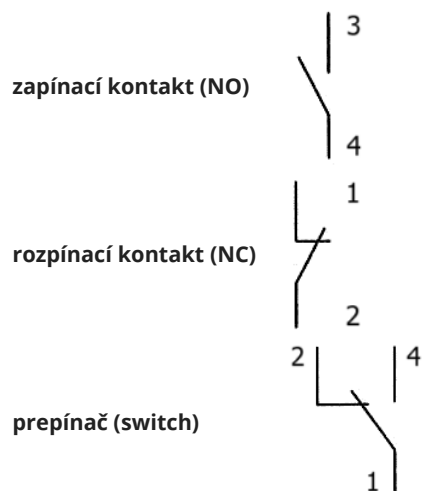 3
zapínací kontakt (NO)
4
1
rozpínací kontakt (NC)
2
2 4
prepínač (switch)
1